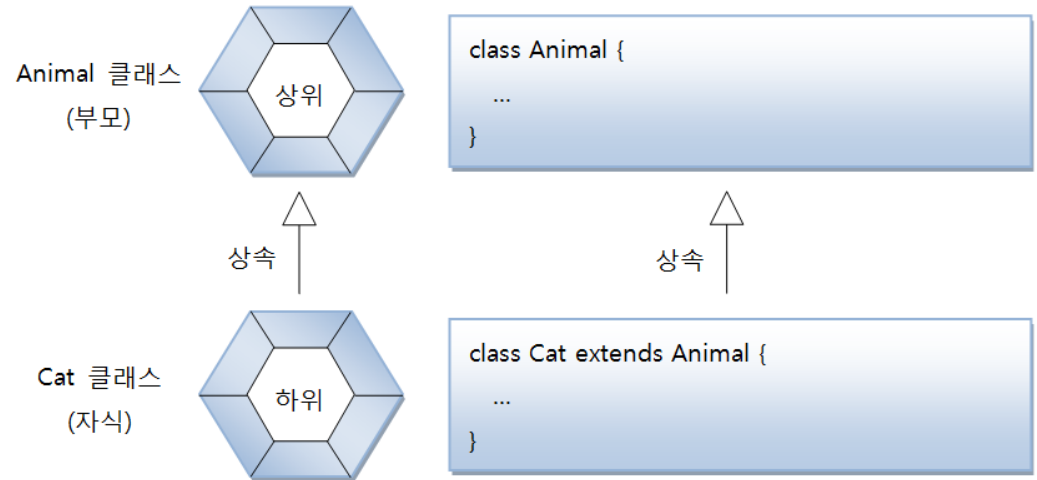 Animal 클래스
(부모)
상위
class Animal {
...
}
상속
상속
Cat 클래스
(자식)
하위
class Cat extends Animal {
...
}